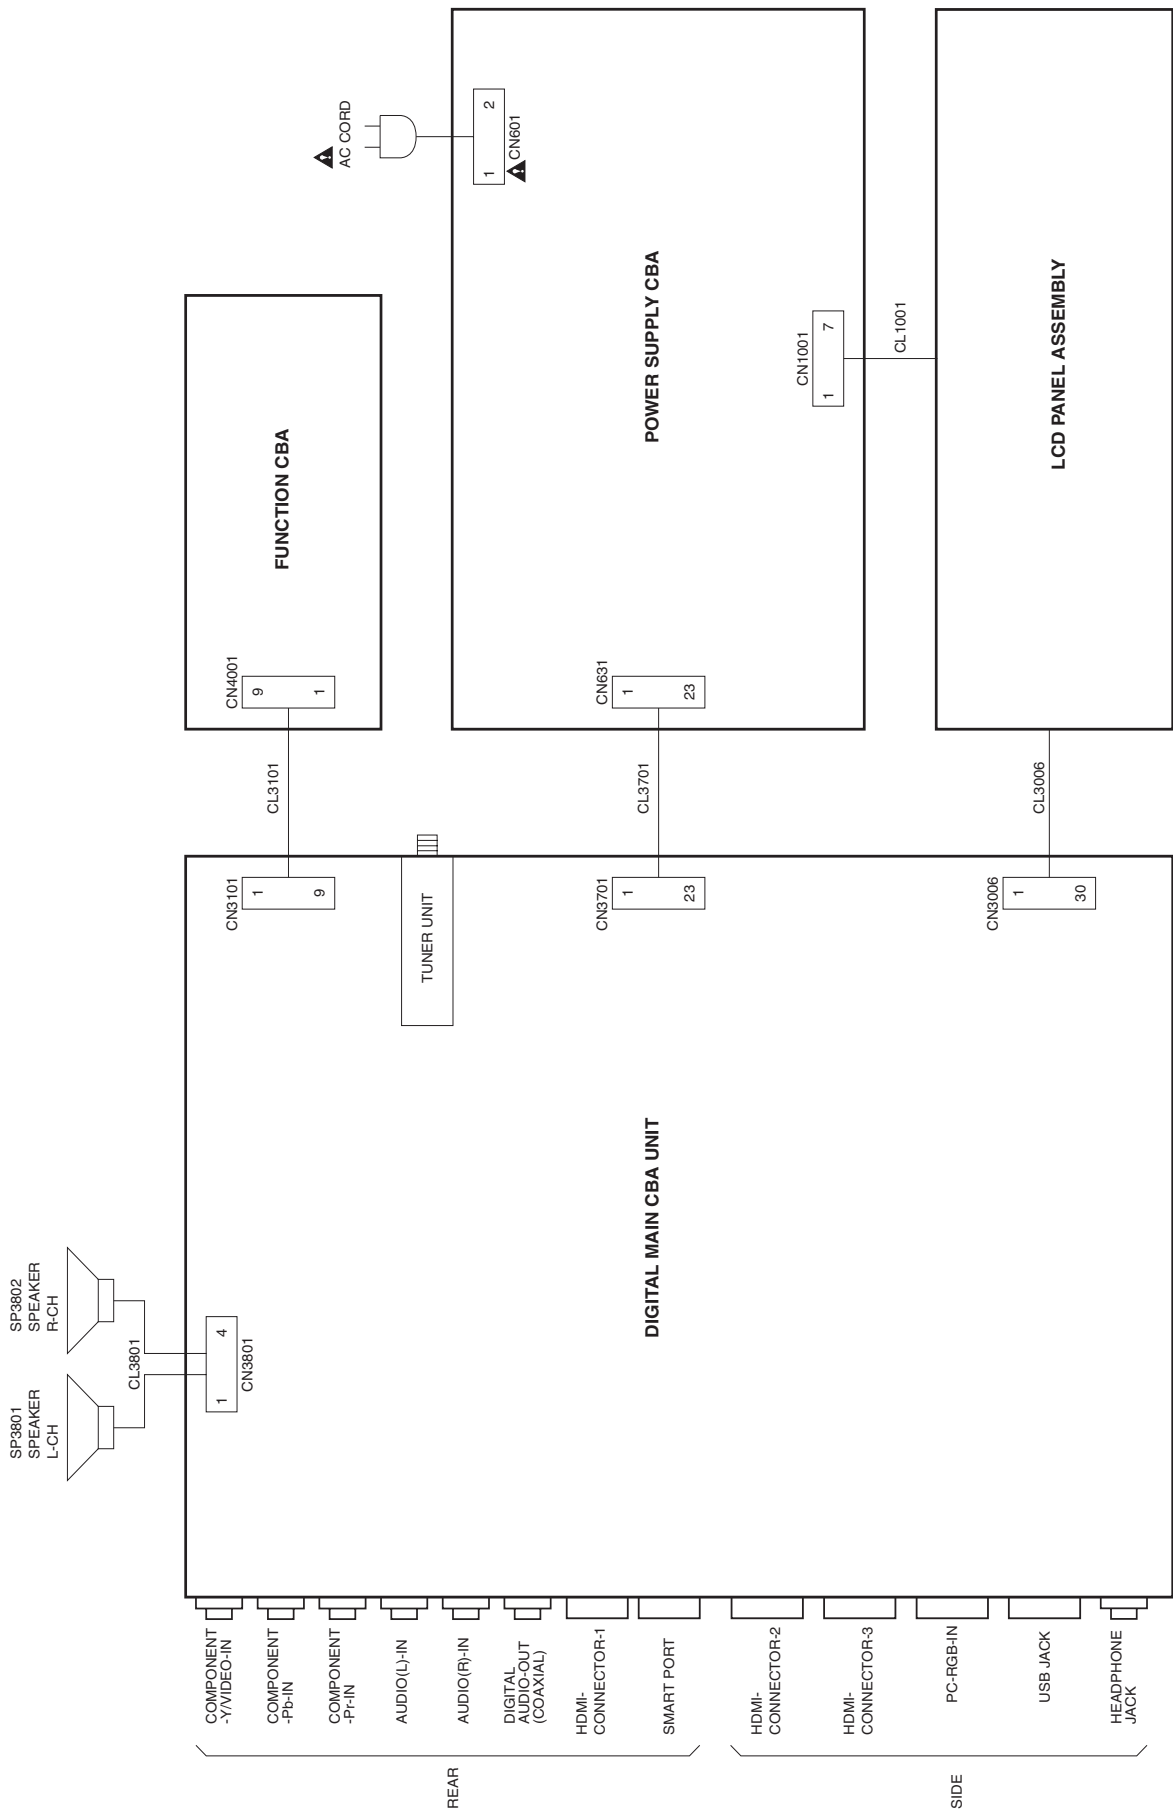 AC CORD
1 2
CN601
FUNCTION CBA
CN4001
9
1
POWER SUPPLY CBA
CN631
1
23
CN1001
1 7
CL1001
LCD PANEL ASSEMBLY
CL3101
CL3701
CL3006
CN3101
1
9
TUNER UNIT
CN3701
1
23
CN3006
1
30
DIGITAL MAIN CBA UNIT
SP3802
SPEAKER
R-CH
SP3801
SPEAKER
L-CH
CL3801
1 4
CN3801
COMPONENT
-Y/VIDEO-IN
COMPONENT
-Pb-IN
COMPONENT
-Pr-IN
AUDIO(L)-IN
AUDIO(R)-IN
DIGITAL
AUDIO-OUT
(COAXIAL)
HDMI-
CONNECTOR-1
SMART PORT
HDMI-
CONNECTOR-2
HDMI-
CONNECTOR-3
PC-RGB-IN
USB JACK
HEADPHONE
JACK
REAR
SIDE